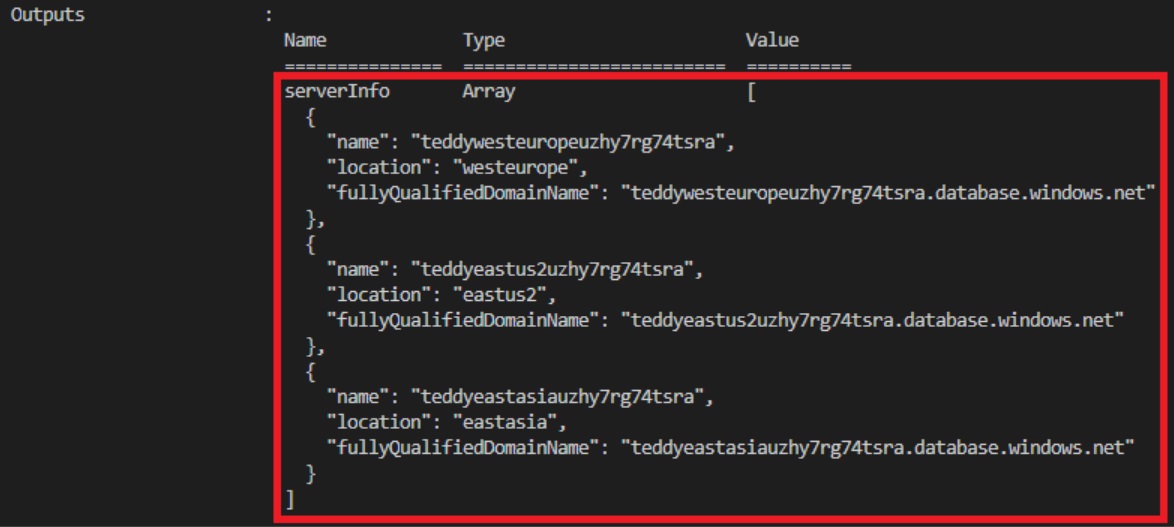 Outputs :
Name Type Value
=============== ========================= ==========
serverInfo Array [
{
"name": "teddywesteuropeuzhy7rg74tsra",
"location": "westeurope",
"fullyQualifiedDomainName": "teddywesteuropeuzhy7rg74tsra.database.windows.net"
},
{
"name": "teddyeastus2uzhy7rg74tsra",
"location": "eastus2",
"fullyQualifiedDomainName": "teddyeastus2uzhy7rg74tsra.database.windows.net"
},
{
"name": "teddyeastasiauzhy7rg74tsra",
"location": "eastasia",
"fullyQualifiedDomainName": "teddyeastasiauzhy7rg74tsra.database.windows.net"
}
]